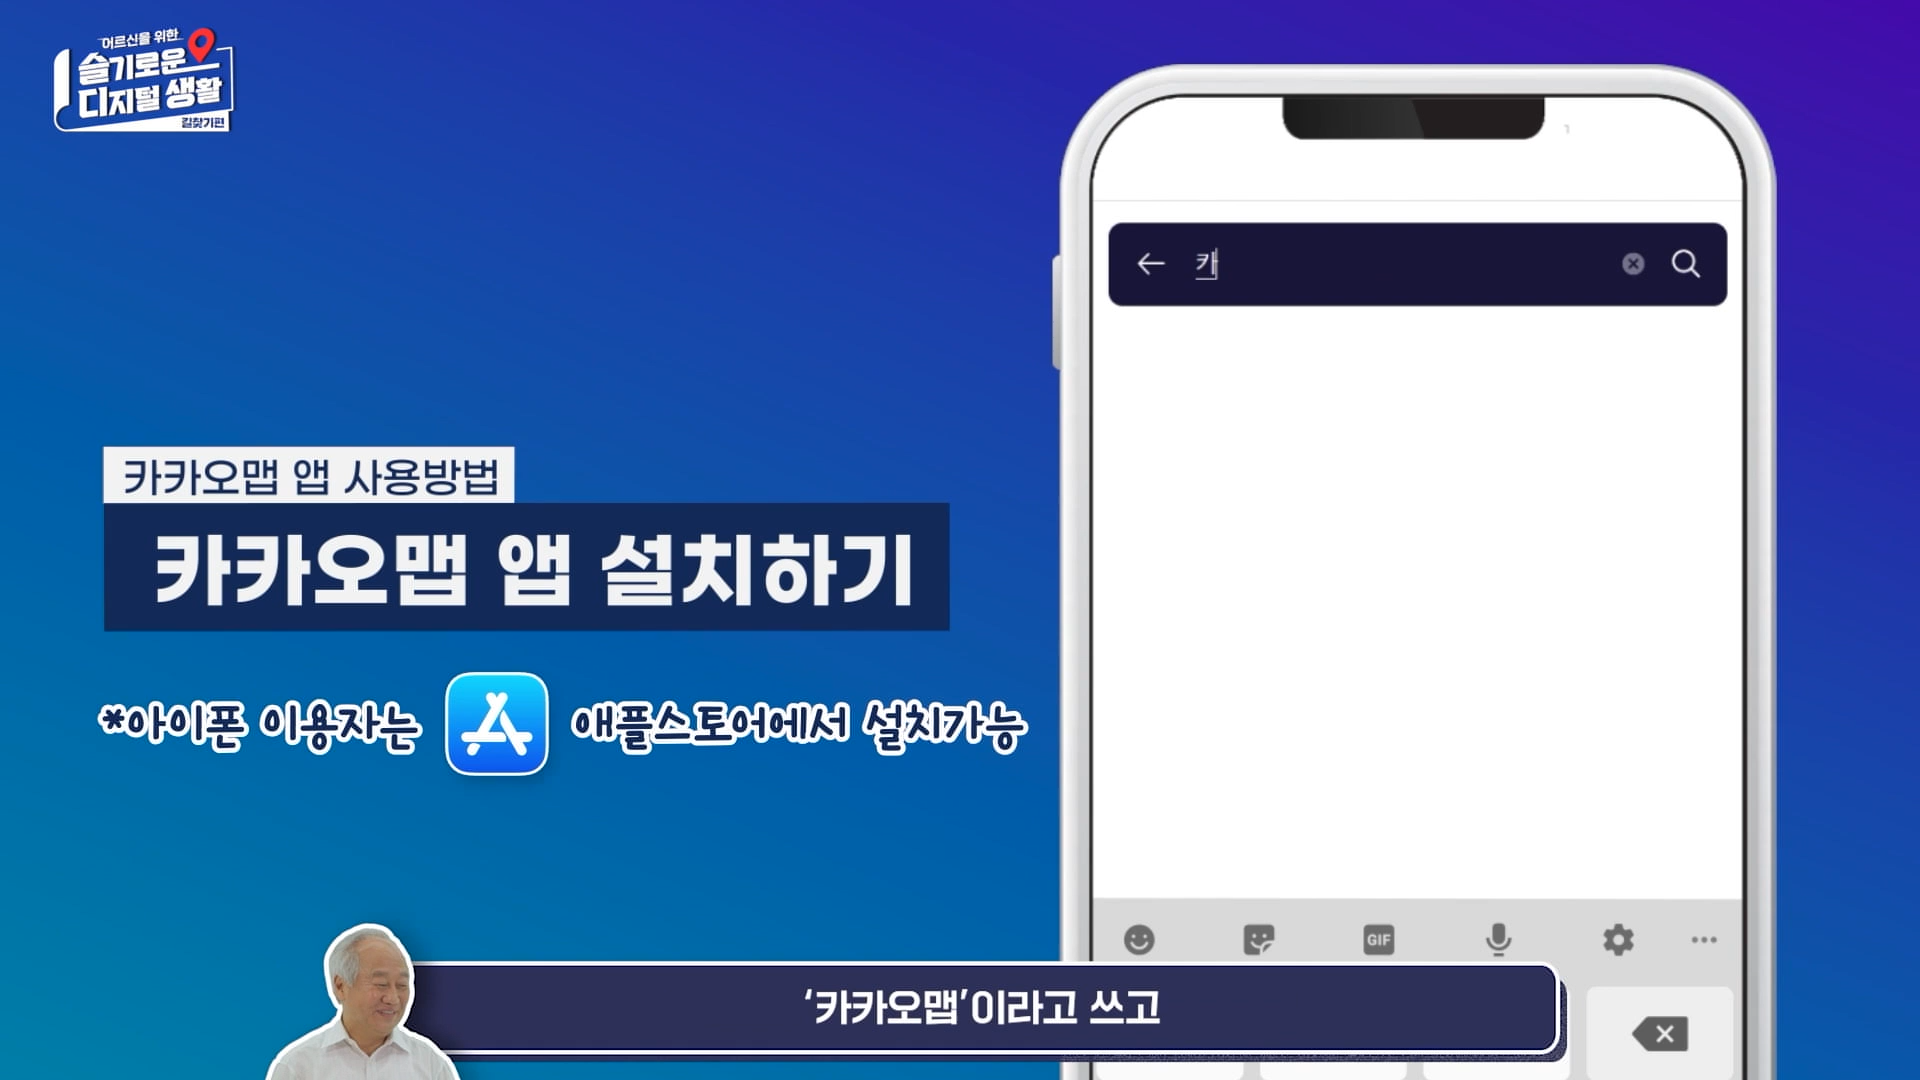 어르신을 위한
슬기로운
디지털 생활
길찾기편
카
카카오맵 앱 사용방법
카카오맵 앱 설치하기
*아이폰 이용자는 애플스토어에서 설치가능
GIF
‘카카오맵’이라고 쓰고